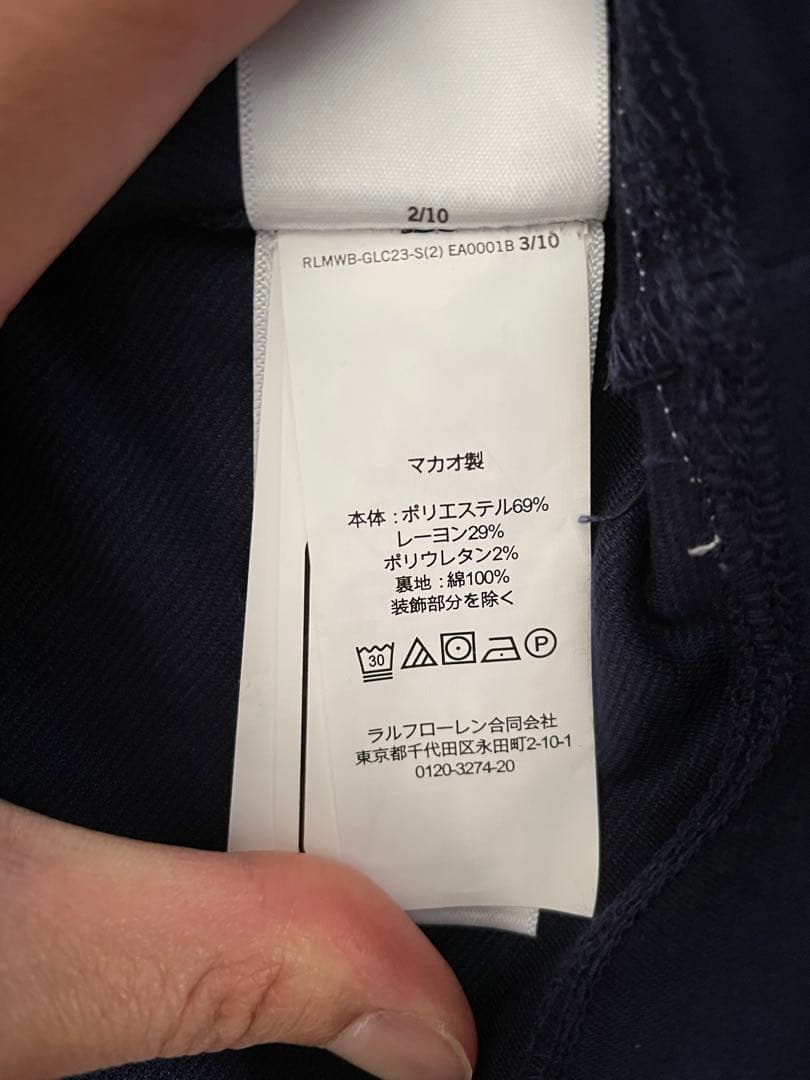 2/10
RLMWB-GLC23-S(2) EA0001B 3/10
マカオ製
本体:ポリエステル69%
レーヨン29%
ポリウレタン2%
裏地:綿100%
装飾部分を除く
30 P
ラルフローレン合同会社
東京都千代田区永田町2-10-1
0120-3274-20